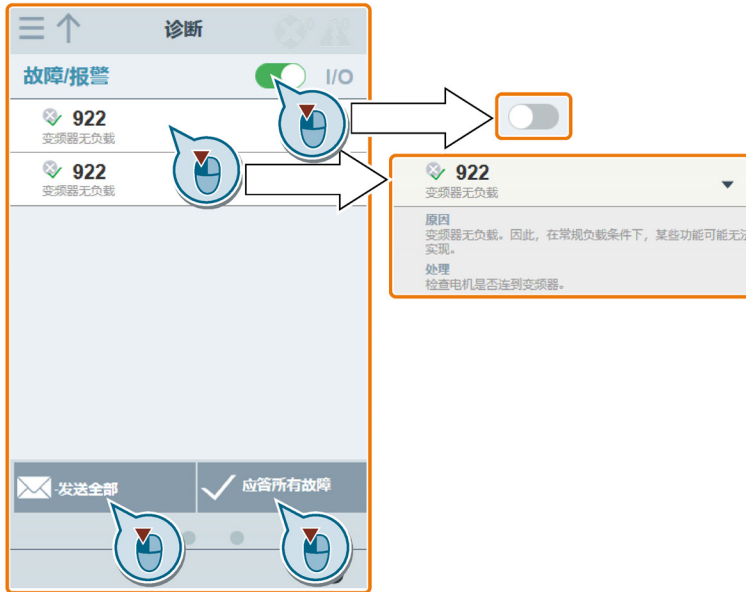 诊断
故障/报警
I/O
922
变频器无负载
922
变频器无负载
922
变频器无负载
原因
变频器无负载。因此，在常规负载条件下，某些功能可能无法
实现。
处理
检查电机是否连到变频器。
-发送全部
应答所有故障